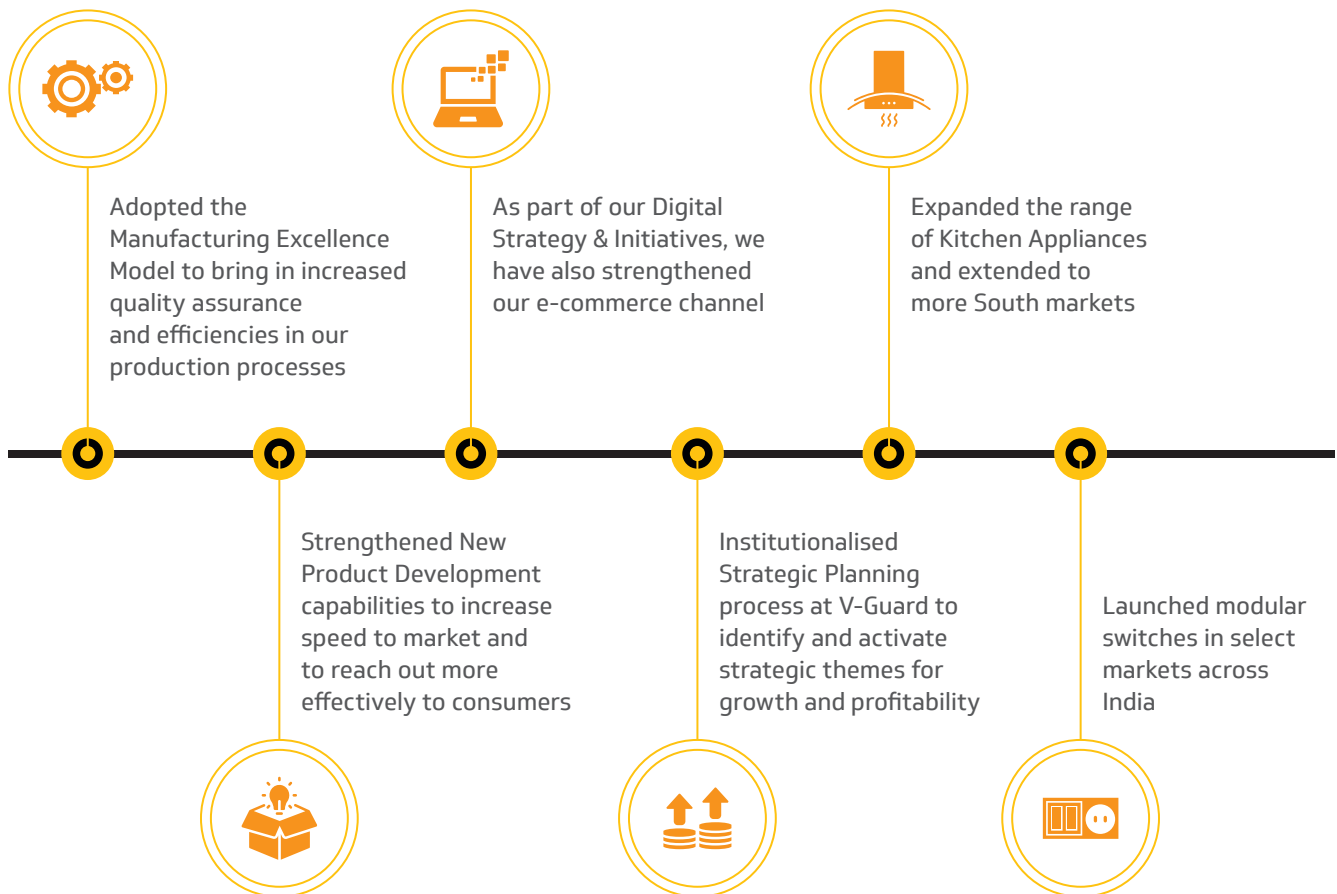 Adopted the
Manufacturing Excellence
Model to bring in increased
quality assurance
and efficiencies in our
production processes
Strengthened New
Product Development
capabilities to increase
speed to market and
to reach out more
effectively to consumers
As part of our Digital
Strategy & Initiatives, we
have also strengthened
our e-commerce channel
Institutionalised
Strategic Planning
process at V-Guard to
identify and activate
strategic themes for
growth and profitability
Expanded the range
of Kitchen Appliances
and extended to
more South markets
Launched modular
switches in select
markets across
India